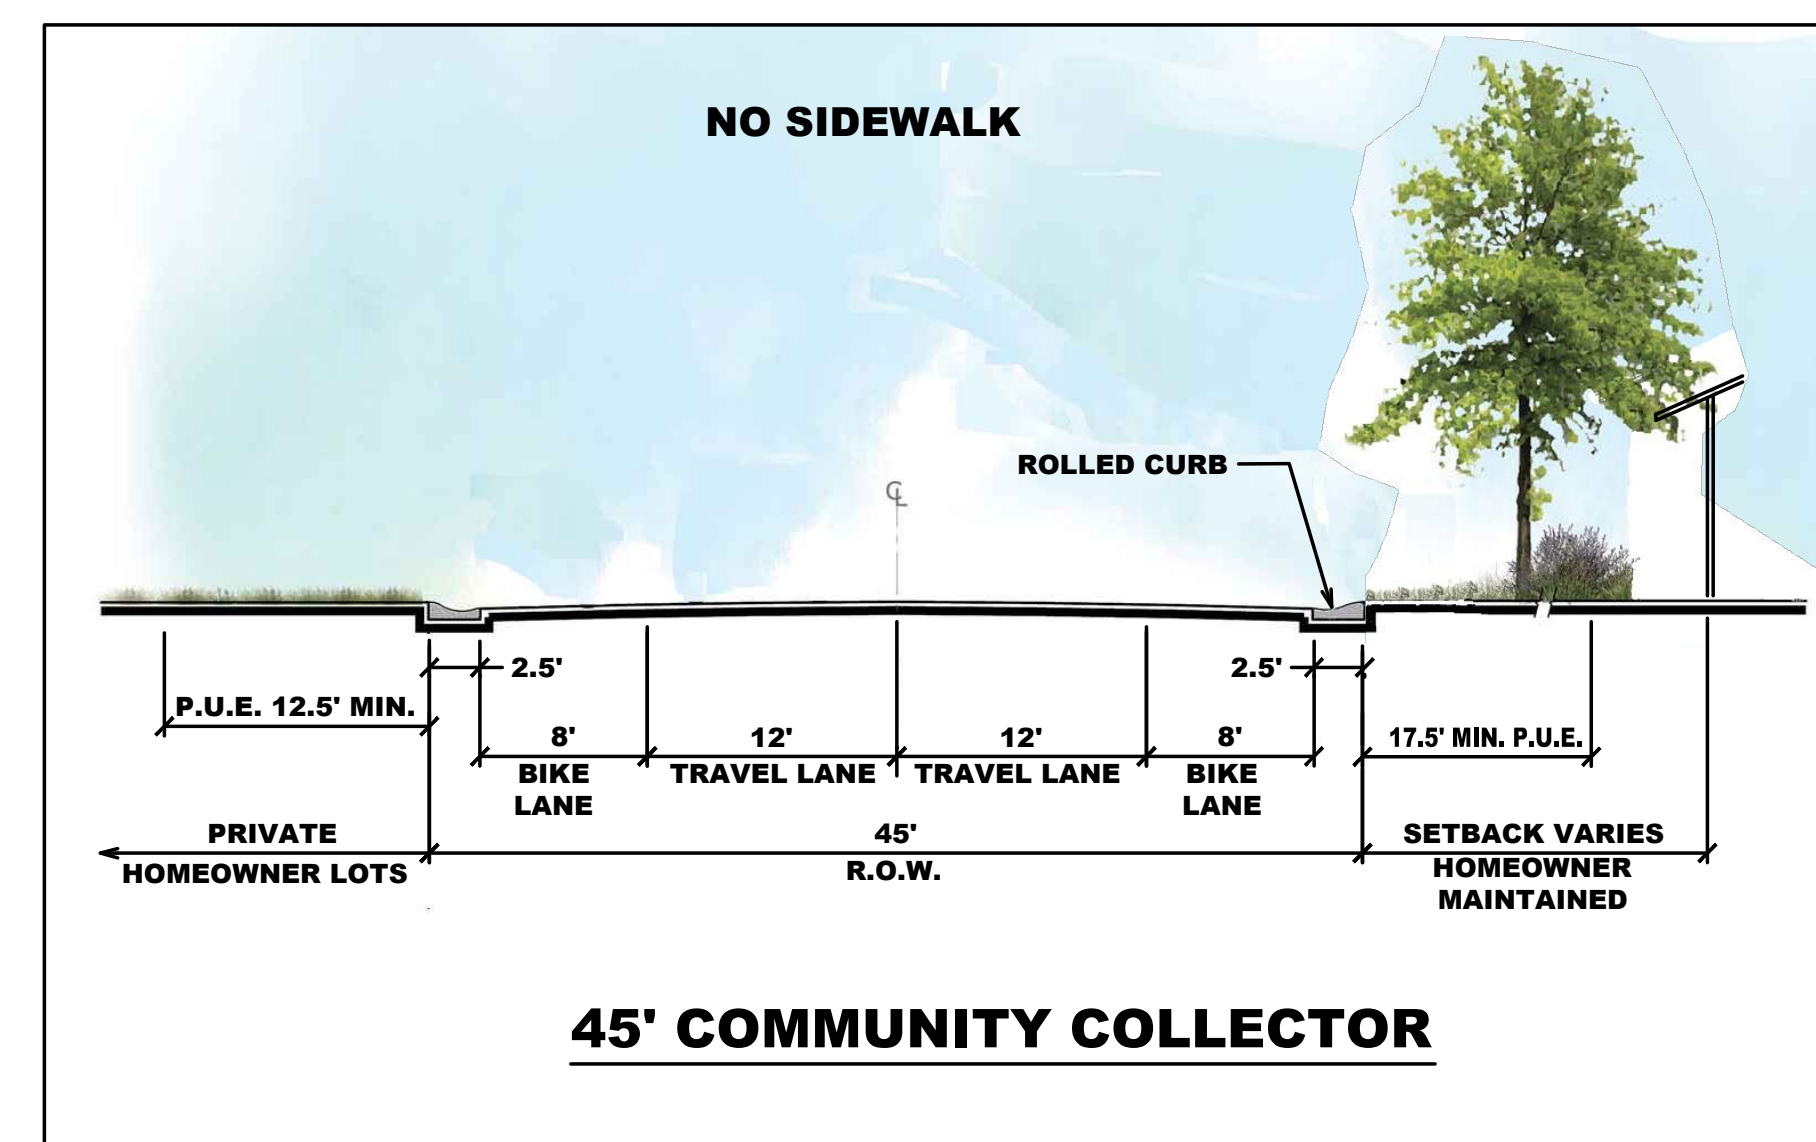 NO SIDEWALK
ROLLED CURB
℄
2.5'
2.5'
P.U.E. 12.5' MIN.
8'
BIKE
LANE
12'
TRAVEL LANE
12'
TRAVEL LANE
8'
BIKE
LANE
17.5' MIN. P.U.E.
PRIVATE
HOMEOWNER LOTS
45'
R.O.W.
SETBACK VARIES
HOMEOWNER
MAINTAINED
45' COMMUNITY COLLECTOR